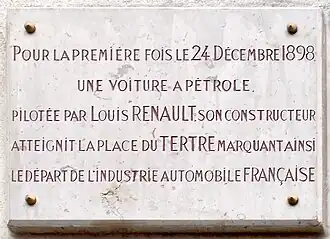 POUR LA PREMIÈRE FOIS LE 24 DÉCEMBRE 1898
UNE VOITURE A PÉTROLE,
PILOTÉE PAR LOUIS RENAULT, SON CONSTRUCTEUR
ATTEIGNIT LA PLACE DU TERTRE MARQUANT AINSI
LE DÉPART DE L'INDUSTRIE AUTOMOBILE FRANÇAISE